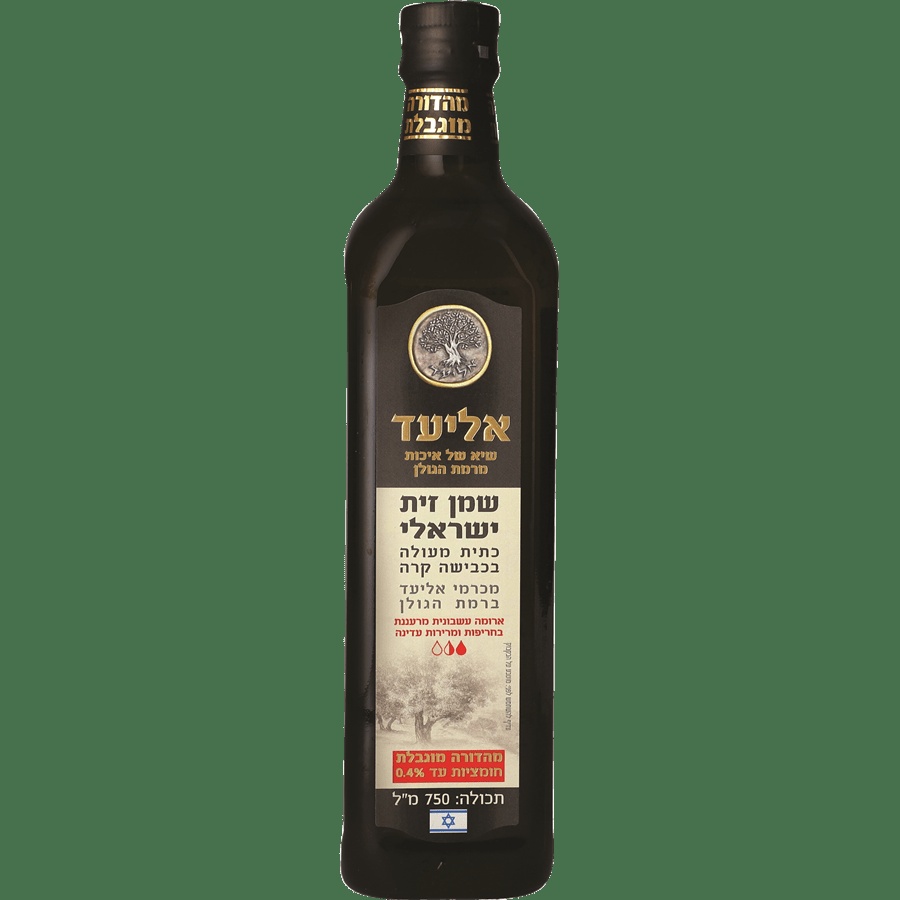 מהדורה
מוגבלת
אליעד
אליעד
שיא של איכות
מרמת הגולן
שמן זית
ישראלי
כתית מעולה
בכבישה קרה
מכרמי אליעד
ברמת הגולן
ארומה עשבונית מרעננת
בחריפות ומרירות עדינה
מהדורה מוגבלת
חומציות עד 0.4%
תכולה: 750 מ"ל